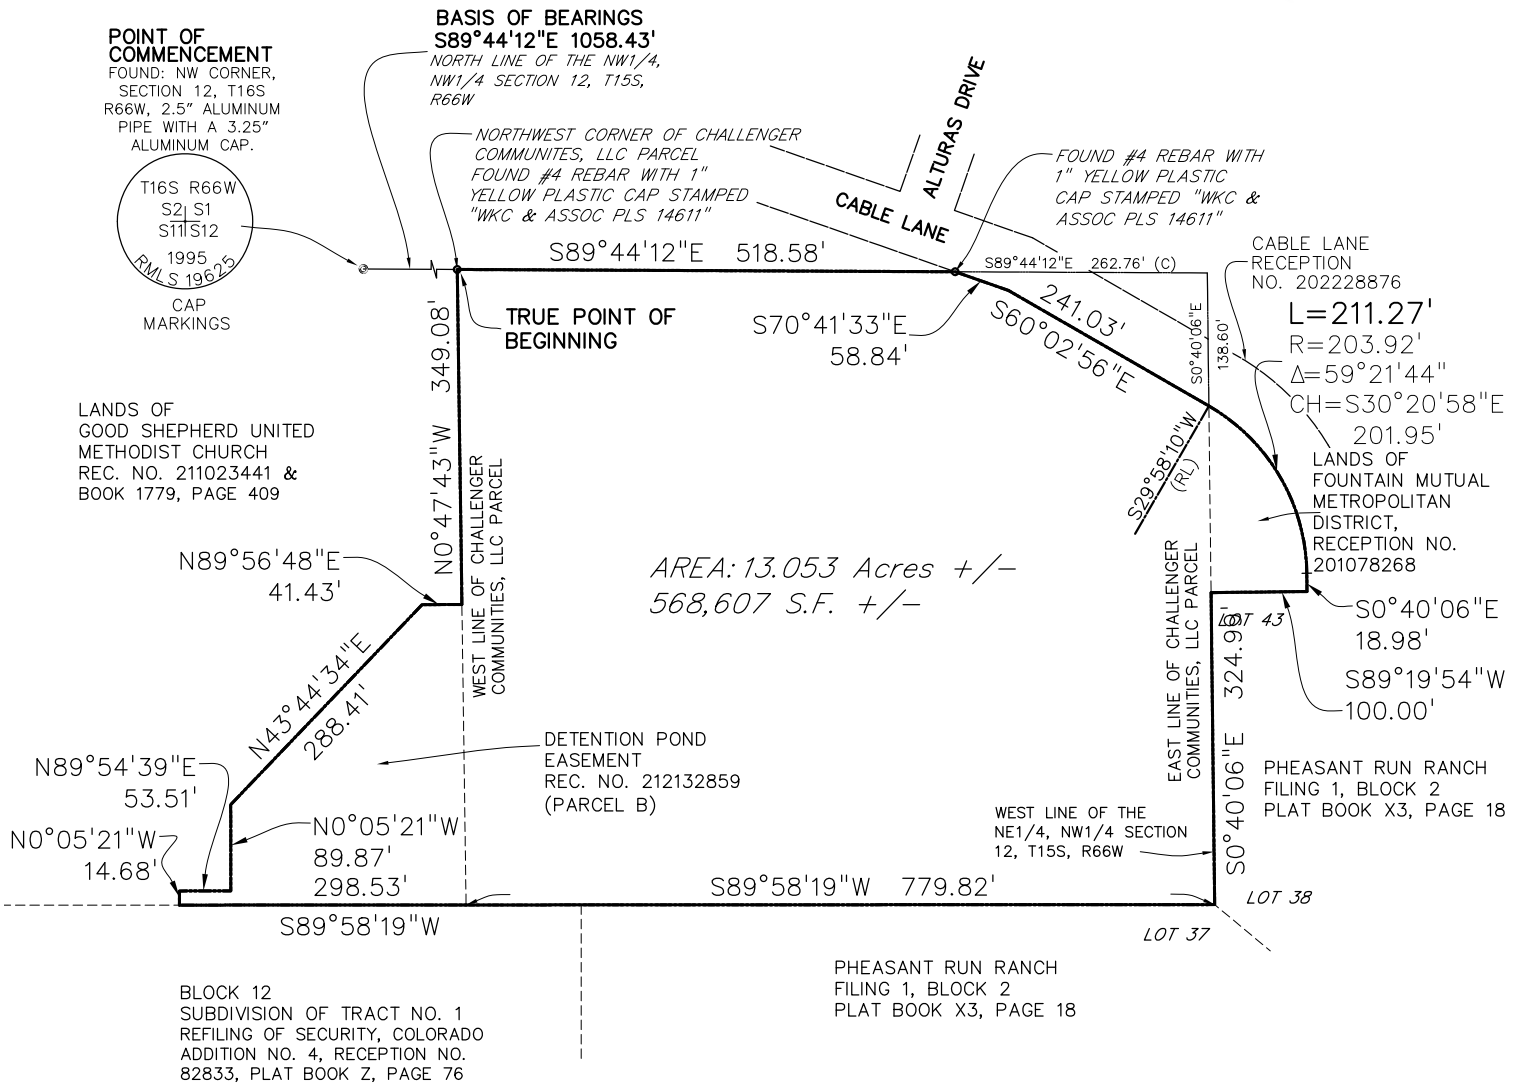 POINT OF
COMMENCEMENT
FOUND: NW CORNER,
SECTION 12, T16S
R66W, 2.5" ALUMINUM
PIPE WITH A 3.25"
ALUMINUM CAP.
T16S R66W
S2 S1
S11 S12
1995
RMLS 19625
CAP
MARKINGS
BASIS OF BEARINGS
S89°44'12"E 1058.43'
NORTH LINE OF THE NW1/4,
NW1/4 SECTION 12, T15S,
R66W
NORTHWEST CORNER OF CHALLENGER
COMMUNITES, LLC PARCEL
FOUND #4 REBAR WITH 1"
YELLOW PLASTIC CAP STAMPED
"WKC & ASSOC PLS 14611"
ALTURAS DRIVE
CABLE LANE
FOUND #4 REBAR WITH
1" YELLOW PLASTIC
CAP STAMPED "WKC &
ASSOC PLS 14611"
S89°44'12"E 518.58'
S89°44'12"E 262.76' (C)
CABLE LANE
RECEPTION
NO. 202228876
L=211.27'
R=203.92'
Δ=59°21'44"
CH=S30°20'58"E
201.95'
TRUE POINT OF
BEGINNING
S70°41'33"E
58.84'
241.03'
S60°02'56"E
S0°40'06"E
138.60'
S29°58'10"W
(RL)
LANDS OF
FOUNTAIN MUTUAL
METROPOLITAN
DISTRICT,
RECEPTION NO.
201078268
LANDS OF
GOOD SHEPHERD UNITED
METHODIST CHURCH
REC. NO. 211023441 &
BOOK 1779, PAGE 409
N0°47'43"W 349.08'
WEST LINE OF CHALLENGER
COMMUNITIES, LLC PARCEL
N89°56'48"E
41.43'
AREA: 13.053 Acres +/-
568,607 S.F. +/-
EAST LINE OF CHALLENGER
COMMUNITIES, LLC PARCEL
LOT 43
S0°40'06"E
18.98'
S89°19'54"W
100.00'
N43°44'34"E
288.41'
S0°40'06"E 324.96'
DETENTION POND
EASEMENT
REC. NO. 212132859
(PARCEL B)
N89°54'39"E
53.51'
N0°05'21"W
14.68'
N0°05'21"W
89.87'
298.53'
S89°58'19"W
S89°58'19"W 779.82'
WEST LINE OF THE
NE1/4, NW1/4 SECTION
12, T15S, R66W
PHEASANT RUN RANCH
FILING 1, BLOCK 2
PLAT BOOK X3, PAGE 18
LOT 38
LOT 37
PHEASANT RUN RANCH
FILING 1, BLOCK 2
PLAT BOOK X3, PAGE 18
BLOCK 12
SUBDIVISION OF TRACT NO. 1
REFILING OF SECURITY, COLORADO
ADDITION NO. 4, RECEPTION NO.
82833, PLAT BOOK Z, PAGE 76